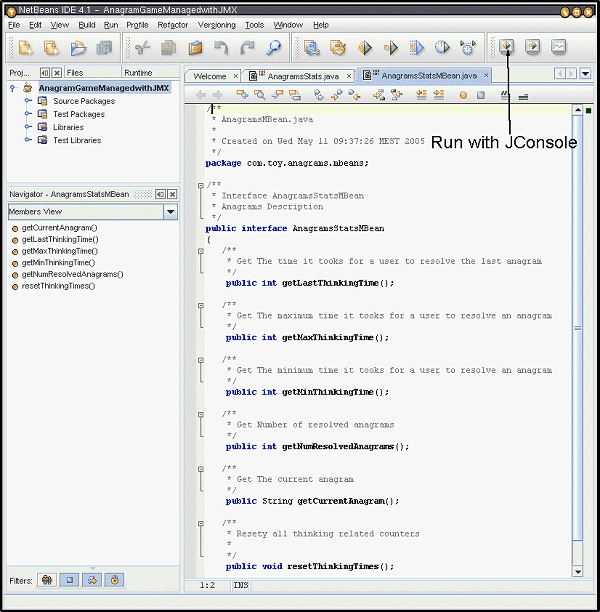 NetBeans IDE 4.1 - AnagramGameManagedwithJMX
File Edit View Build Run Profile Refactor Versioning Tools Window Help
Proj... Files Runtime
Welcome AnagramsStats.java AnagramsStatsMBean.java
AnagramGameManagedwithJMX
Source Packages
Test Packages
Libraries
Test Libraries
Navigator - AnagramsStatsMBean
Members View
getCurrentAnagram()
getLastThinkingTime()
getMaxThinkingTime()
getMinThinkingTime()
getNumResolvedAnagrams()
resetThinkingTimes()
Filters:
Run with JConsole
/**
* AnagramsMBean.java
*
* Created on Wed May 11 09:37:26 MEST 2005
*/
package com.toy.anagrams.mbeans;
/**
* Interface AnagramsStatsMBean
* Anagrams Description
*/
public interface AnagramsStatsMBean
{
/**
* Get The time it tooks for a user to resolve the last anagram
*/
public int getLastThinkingTime();
/**
* Get The maximum time it tooks for a user to resolve an anagram
*/
public int getMaxThinkingTime();
/**
* Get The minimum time it tooks for a user to resolve an anagram
*/
public int getMinThinkingTime();
/**
* Get Number of resolved anagrams
*/
public int getNumResolvedAnagrams();
/**
* Get The current anagram
*/
public String getCurrentAnagram();
/**
* Resety all thinking related counters
*
*/
public void resetThinkingTimes();
1:2 INS